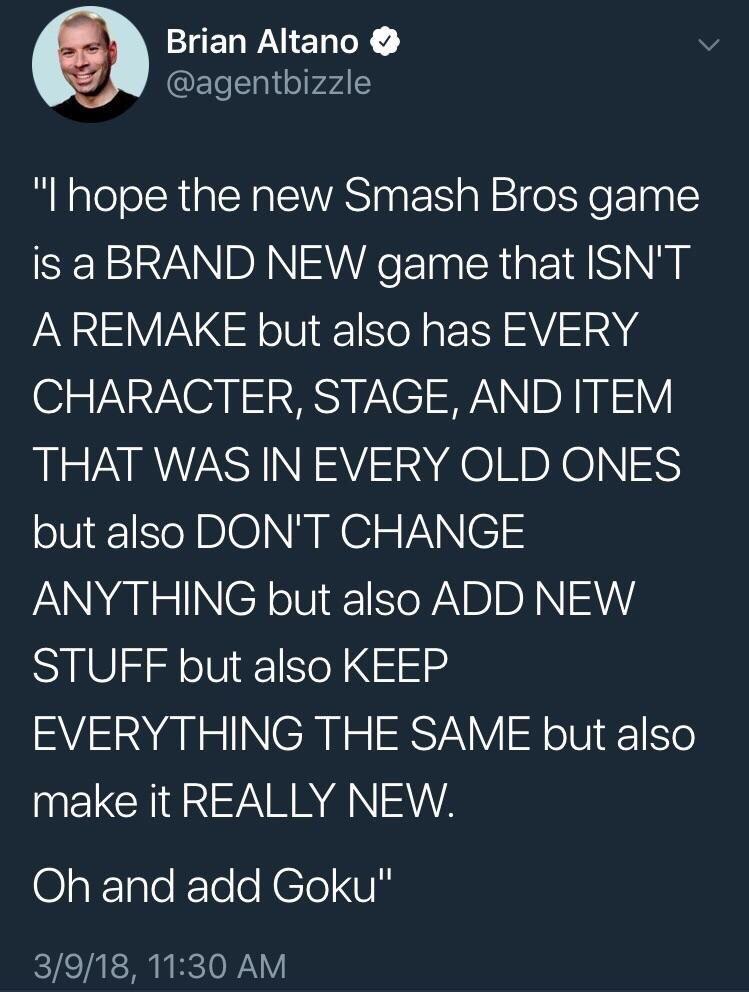 Brian Altano
@agentbizzle
"I hope the new Smash Bros game
is a BRAND NEW game that ISN'T
A REMAKE but also has EVERY
CHARACTER, STAGE, AND ITEM
THAT WAS IN EVERY OLD ONES
but also DON'T CHANGE
ANYTHING but also ADD NEW
STUFF but also KEEP
EVERYTHING THE SAME but also
make it REALLY NEW.
Oh and add Goku"
3/9/18, 11:30 AM